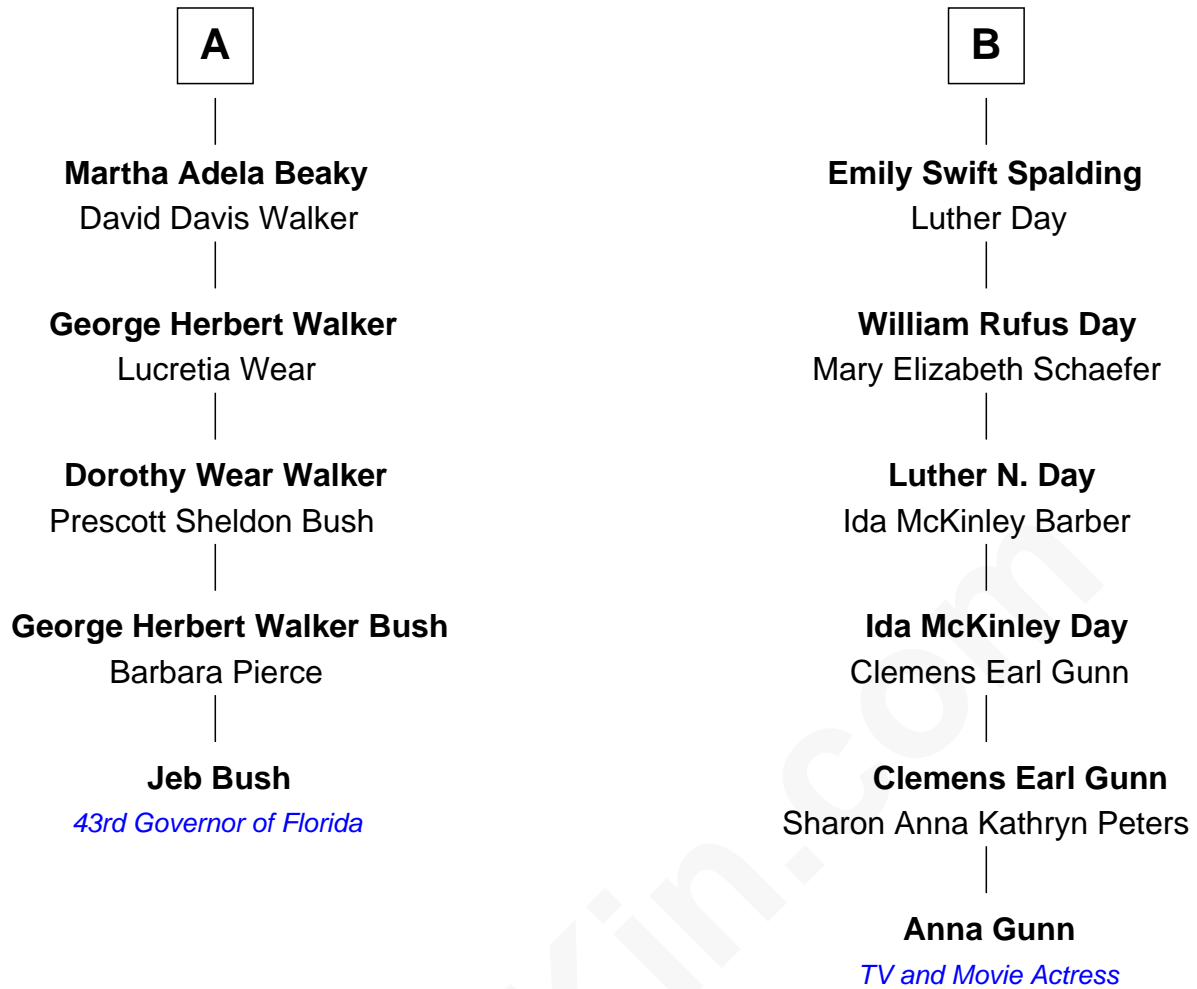 A
Martha Adela Beaky
David Davis Walker
George Herbert Walker
Lucretia Wear
Dorothy Wear Walker
Prescott Sheldon Bush
George Herbert Walker Bush
Barbara Pierce
Jeb Bush
43rd Governor of Florida
B
Emily Swift Spalding
Luther Day
William Rufus Day
Mary Elizabeth Schaefer
Luther N. Day
Ida McKinley Barber
Ida McKinley Day
Clemens Earl Gunn
Clemens Earl Gunn
Sharon Anna Kathryn Peters
Anna Gunn
TV and Movie Actress
Kin.com